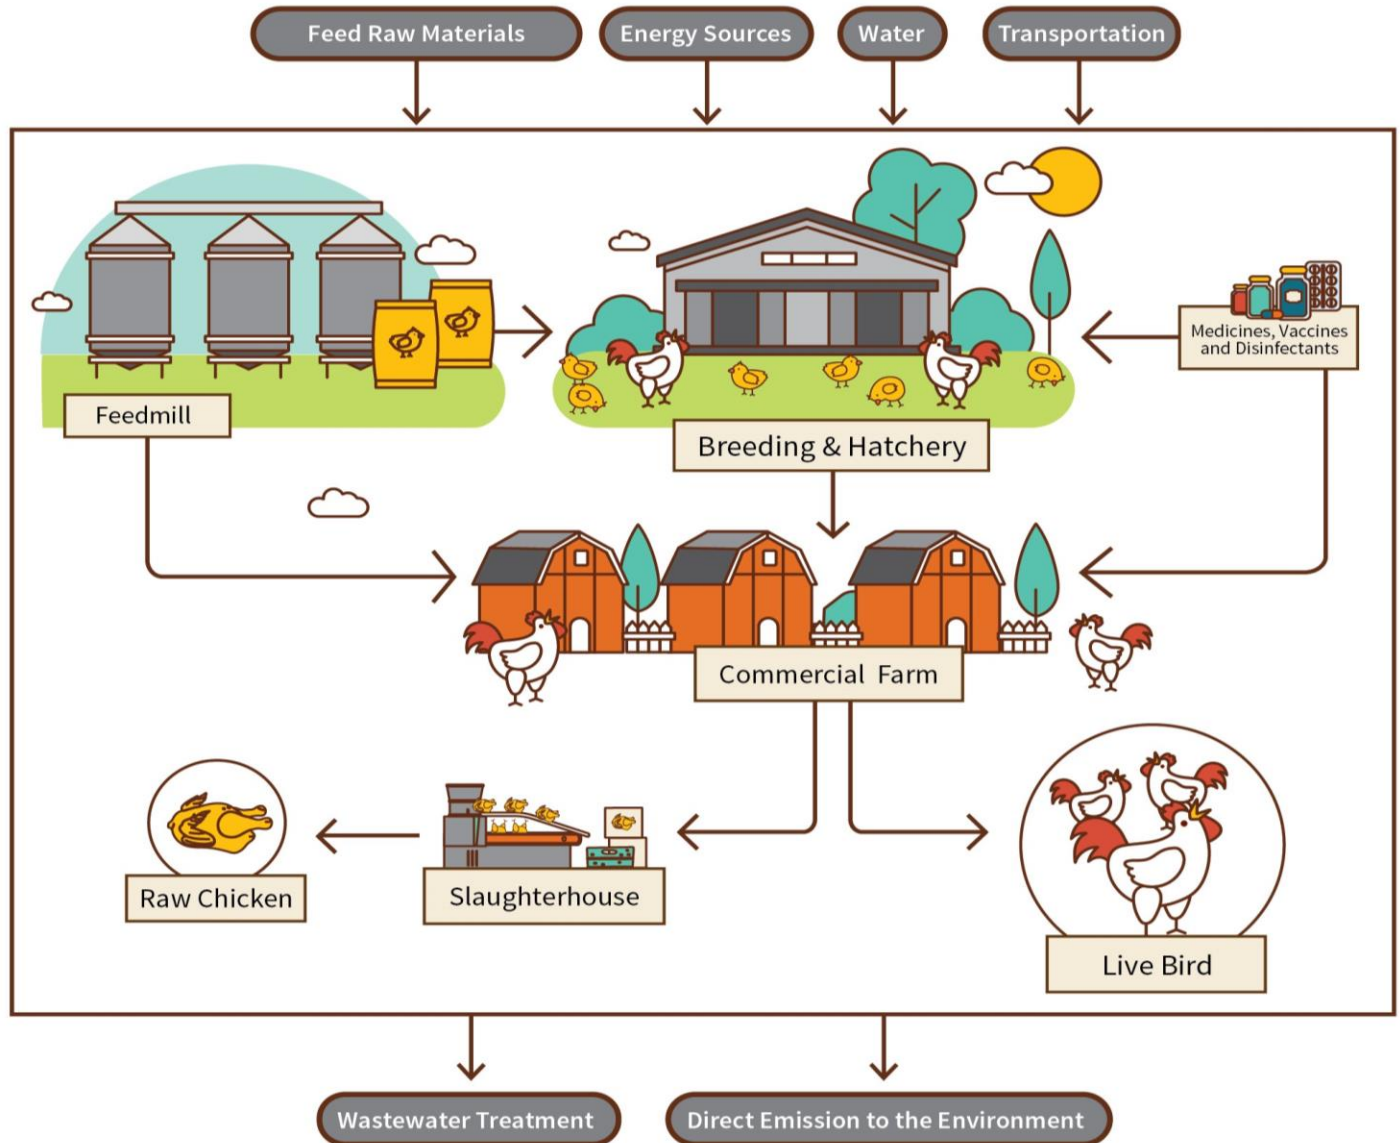 Feed Raw Materials
Energy Sources
Water
Transportation
Medicines, Vaccines
and Disinfectants
Feedmill
Breeding & Hatchery
Commercial Farm
Raw Chicken
Slaughterhouse
Live Bird
Wastewater Treatment
Direct Emission to the Environment